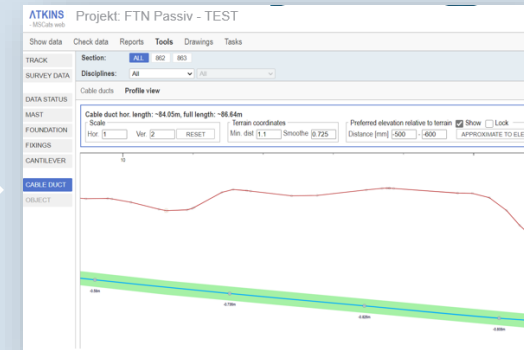 ATKINS Projekt: FTN Passiv - TEST
- MSCate web
Show data Check data Reports Tools Drawings Tasks
TRACK
SURVEY DATA
DATA STATUS
MAST
FOUNDATION
FIXINGS
CANTILEVER
CABLE DUCT
OBJECT
Section: ALL 862 863
Disciplines: All All
Cable ducts Profile view
Cable duct hor. length: ~84.05m, full length: ~86.64m
Scale
Hor. 1 Ver. 2 RESET
Terrain coordinates
Min. dist 1.1 Smoothe 0.725
Preferred elevation relative to terrain Show Lock
Distance [mm] -500 - -600 APPROXIMATE TO ELE